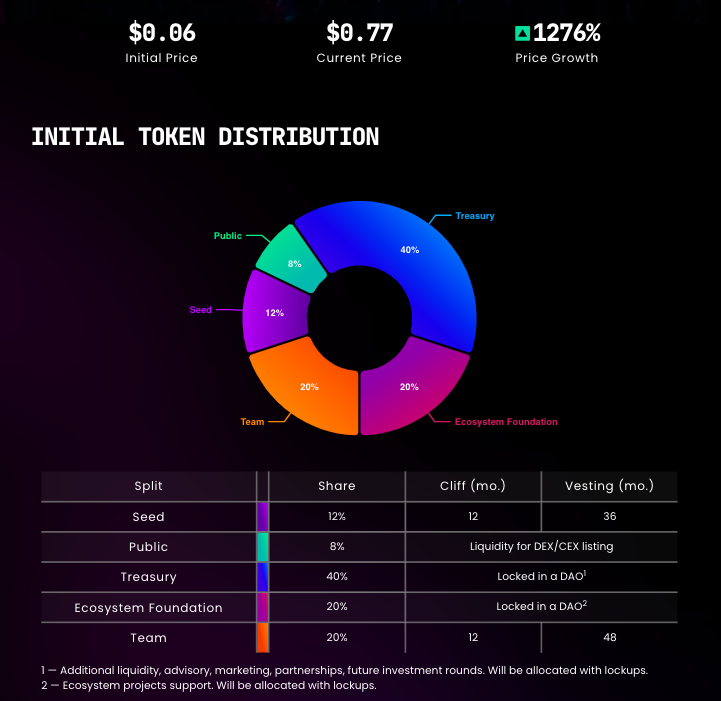 $0.06 $0.77 1276%
Initial Price Current Price Price Growth
INITIAL TOKEN DISTRIBUTION
Treasury
Public
40%
8%
Seed
12%
20% 20%
Team Ecosystem Foundation
Split Share Cliff (mo.) Vesting (mo.)
Seed 12% 12 36
Public 8% Liquidity for DEX/CEX listing
Treasury 40% Locked in a DAO¹
Ecosystem Foundation 20% Locked in a DAO²
Team 20% 12 48
1 — Additional liquidity, advisory, marketing, partnerships, future investment rounds. Will be allocated with lockups.
2 — Ecosystem projects support. Will be allocated with lockups.